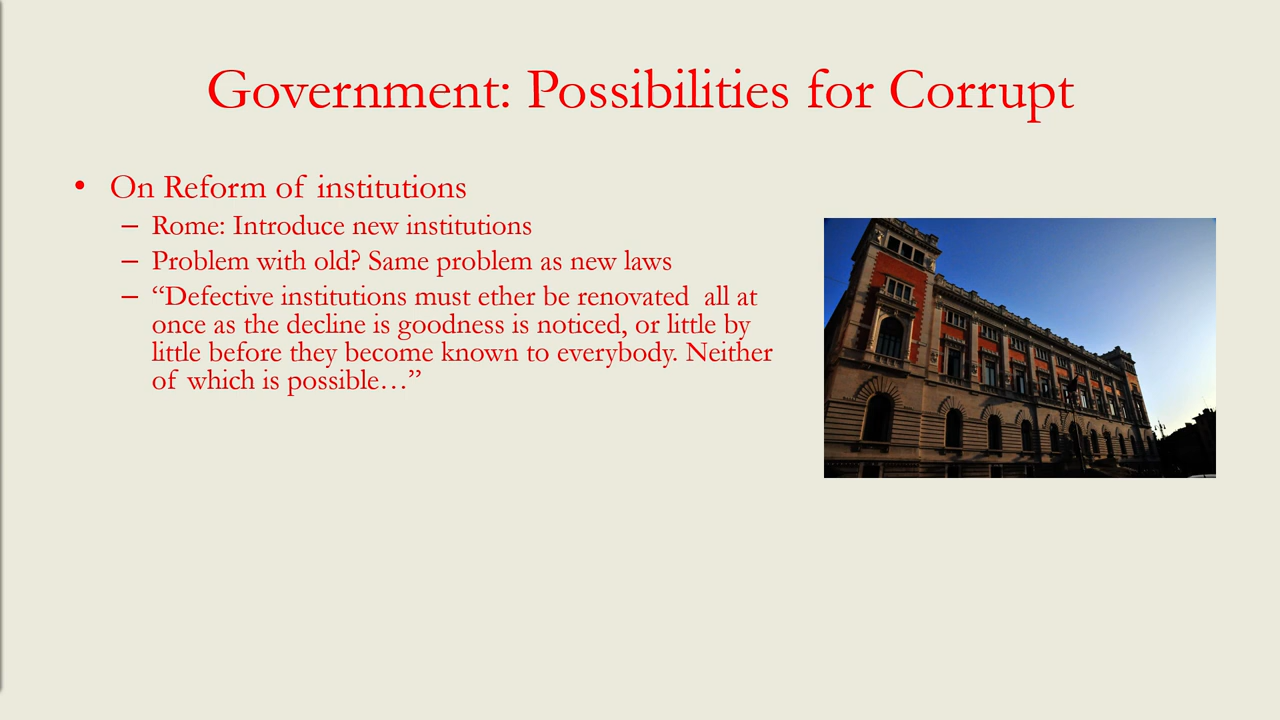 Government: Possibilities for Corrupt
• On Reform of institutions
– Rome: Introduce new institutions
– Problem with old? Same problem as new laws
– “Defective institutions must ether be renovated  all at
once as the decline is goodness is noticed, or little by
little before they become known to everybody. Neither
of which is possible…”